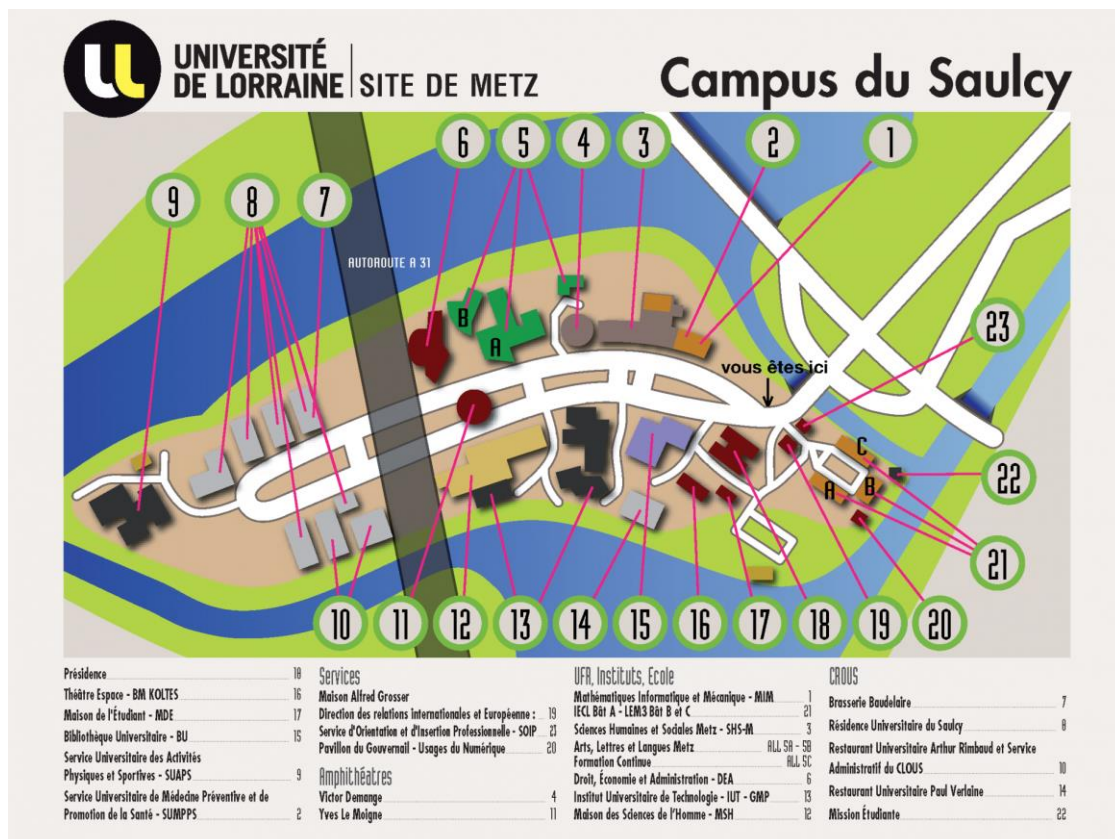 UNIVERSITÉ
DE LORRAINE
SITE DE METZ
Campus du Saulcy
6
5
4
3
2
1
9
8
7
AUTOROUTE A 31
B
A
23
vous êtes ici
C
A
B
22
21
10
11
12
13
14
15
16
17
18
19
20
Présidence 18
Théâtre Espace - BM KOLTES 16
Maison de l'Étudiant - MDE 17
Bibliothèque Universitaire - BU 15
Service Universitaire des Activités
Physiques et Sportives - SUAPS 9
Service Universitaire de Médecine Préventive et de
Promotion de la Santé - SUMPPS 2
Services
Maison Alfred Grosser
Direction des relations internationales et Européenne : 19
Service d'Orientation et d'Insertion Professionnelle - SOIP 23
Pavillon du Gouvernail - Usages du Numérique 20
Amphithéatres
Victor Demange 4
Yves Le Moigne 11
UFR, Instituts, Ecole
Mathématiques Informatique et Mécanique - MIM 1
IECL Bât A - LEM3 Bât B et C 21
Sciences Humaines et Sociales Metz - SHS-M 3
Arts, Lettres et Langues Metz ALL 5A - 5B
Formation Continue ALL 5C
Droit, Économie et Administration - DEA 6
Institut Universitaire de Technologie - IUT - GMP 13
Maison des Sciences de l'Homme - MSH 12
CROUS
Brasserie Baudelaire 7
Résidence Universitaire du Saulcy 8
Restaurant Universitaire Arthur Rimbaud et Service
Administratif du CLOUS 10
Restaurant Universitaire Paul Verlaine 14
Mission Étudiante 22